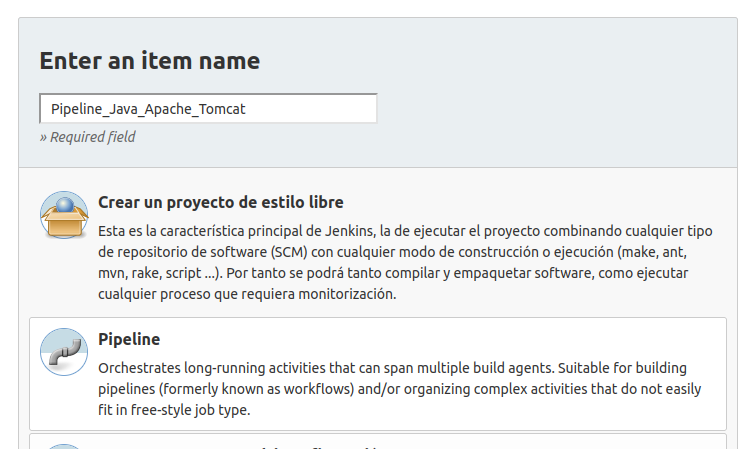 Enter an item name
Pipeline_Java_Apache_Tomcat
» Required field
Crear un proyecto de estilo libre
Esta es la característica principal de Jenkins, la de ejecutar el proyecto combinando cualquier tipo
de repositorio de software (SCM) con cualquier modo de construcción o ejecución (make, ant,
mvn, rake, script ...). Por tanto se podrá tanto compilar y empaquetar software, como ejecutar
cualquier proceso que requiera monitorización.
Pipeline
Orchestrates long-running activities that can span multiple build agents. Suitable for building
pipelines (formerly known as workflows) and/or organizing complex activities that do not easily
fit in free-style job type.